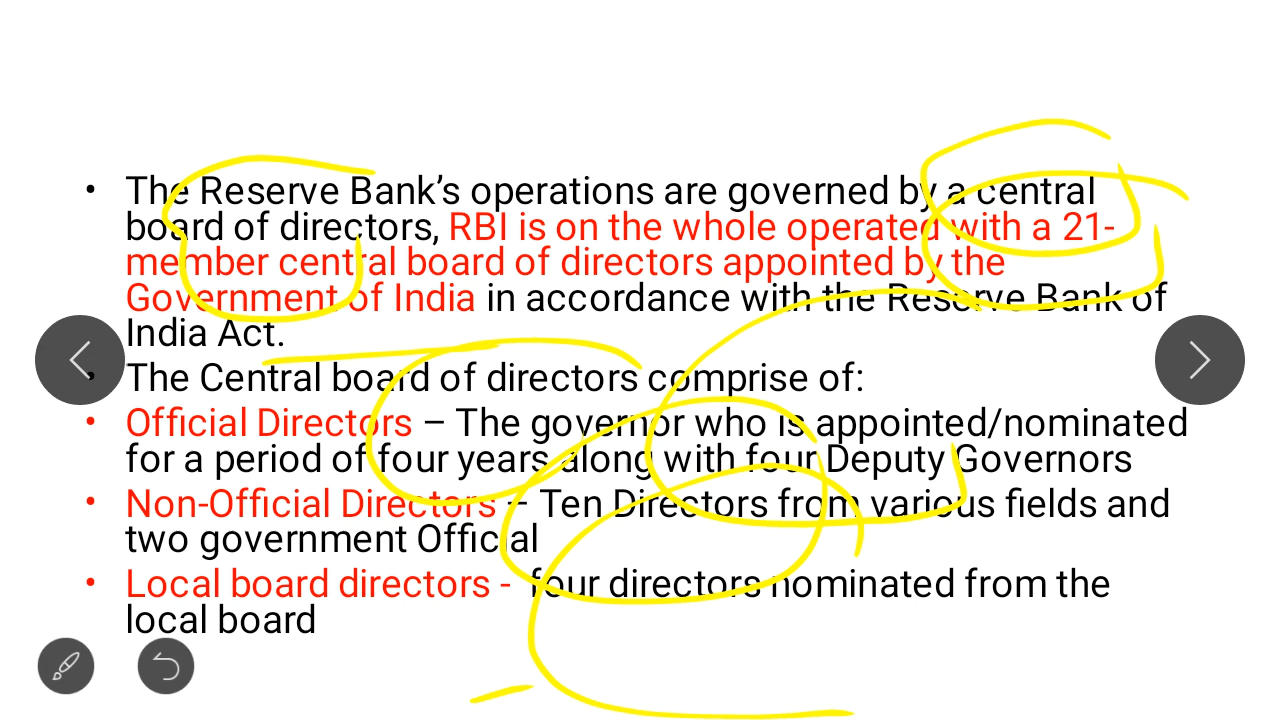 • The Reserve Bank’s operations are governed by a central
board of directors, RBI is on the whole operated with a 21-
member central board of directors appointed by the
Government of India in accordance with the Reserve Bank of
India Act.
• The Central board of directors comprise of:
• Official Directors – The governor who is appointed/nominated
for a period of four years along with four Deputy Governors
• Non-Official Directors – Ten Directors from various fields and
two government Official
• Local board directors - four directors nominated from the
local board